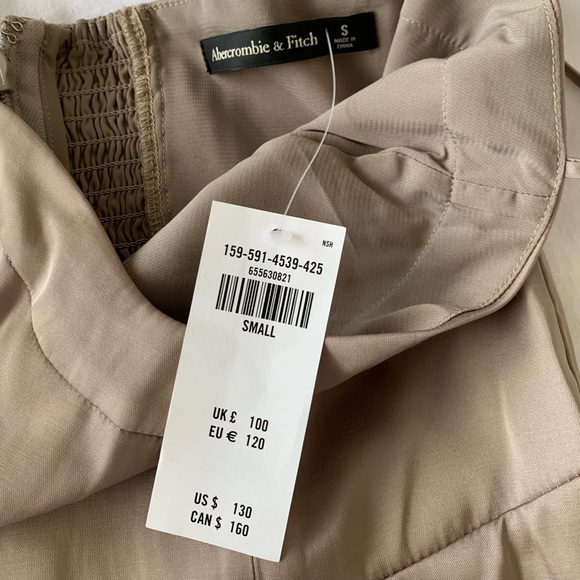 Abercrombie & Fitch
S
MADE IN
CHINA
NSH
159-591-4539-425
655630821
SMALL
UK £ 100
EU € 120
US $ 130
CAN $ 160